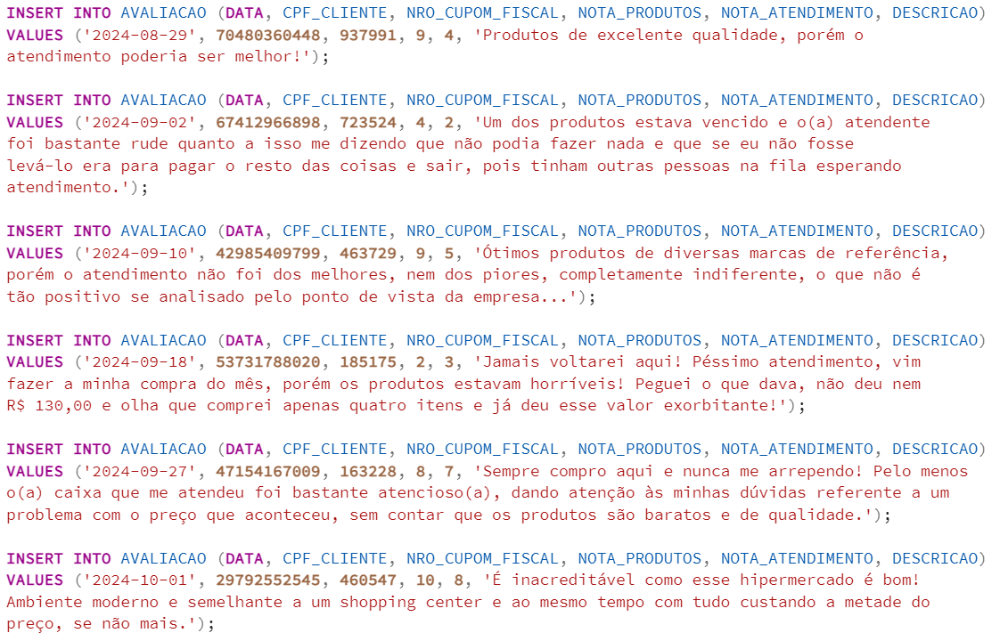 INSERT INTO AVALIACAO (DATA, CPF_CLIENTE, NRO_CUPOM_FISCAL, NOTA_PRODUTOS, NOTA_ATENDIMENTO, DESCRICAO)
VALUES ('2024-08-29', 70480360448, 937991, 9, 4, 'Produtos de excelente qualidade, porém o
atendimento poderia ser melhor!');
INSERT INTO AVALIACAO (DATA, CPF_CLIENTE, NRO_CUPOM_FISCAL, NOTA_PRODUTOS, NOTA_ATENDIMENTO, DESCRICAO)
VALUES ('2024-09-02', 67412966898, 723524, 4, 2, 'Um dos produtos estava vencido e o(a) atendente
foi bastante rude quanto a isso me dizendo que não podia fazer nada e que se eu não fosse
levá-lo era para pagar o resto das coisas e sair, pois tinham outras pessoas na fila esperando
atendimento.');
INSERT INTO AVALIACAO (DATA, CPF_CLIENTE, NRO_CUPOM_FISCAL, NOTA_PRODUTOS, NOTA_ATENDIMENTO, DESCRICAO)
VALUES ('2024-09-10', 42985409799, 463729, 9, 5, 'Ótimos produtos de diversas marcas de referência,
porém o atendimento não foi dos melhores, nem dos piores, completamente indiferente, o que não é
tão positivo se analisado pelo ponto de vista da empresa...');
INSERT INTO AVALIACAO (DATA, CPF_CLIENTE, NRO_CUPOM_FISCAL, NOTA_PRODUTOS, NOTA_ATENDIMENTO, DESCRICAO)
VALUES ('2024-09-18', 53731788020, 185175, 2, 3, 'Jamais voltarei aqui! Péssimo atendimento, vim
fazer a minha compra do mês, porém os produtos estavam horríveis! Peguei o que dava, não deu nem
R$ 130,00 e olha que comprei apenas quatro itens e já deu esse valor exorbitante!');
INSERT INTO AVALIACAO (DATA, CPF_CLIENTE, NRO_CUPOM_FISCAL, NOTA_PRODUTOS, NOTA_ATENDIMENTO, DESCRICAO)
VALUES ('2024-09-27', 47154167009, 163228, 8, 7, 'Sempre compro aqui e nunca me arrependo! Pelo menos
o(a) caixa que me atendeu foi bastante atencioso(a), dando atenção às minhas dúvidas referente a um
problema com o preço que aconteceu, sem contar que os produtos são baratos e de qualidade.');
INSERT INTO AVALIACAO (DATA, CPF_CLIENTE, NRO_CUPOM_FISCAL, NOTA_PRODUTOS, NOTA_ATENDIMENTO, DESCRICAO)
VALUES ('2024-10-01', 29792552545, 460547, 10, 8, 'É inacreditável como esse hipermercado é bom!
Ambiente moderno e semelhante a um shopping center e ao mesmo tempo com tudo custando a metade do
preço, se não mais.');